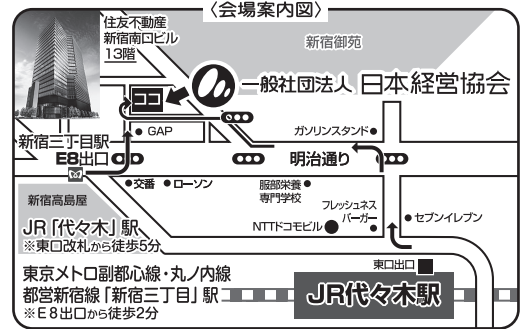 〈会場案内図〉
住友不動産
新宿南口ビル
13階
新宿御苑
ココ
一般社団法人 日本経営協会
GAP
ガソリンスタンド
新宿三丁目駅
E8出口
明治通り
交番
ローソン
服部栄養
専門学校
新宿高島屋
フレッシュネス
バーガー
セブンイレブン
NTTドコモビル
JR「代々木」駅
※東口改札から徒歩5分
東口出口
東京メトロ副都心線・丸ノ内線
都営新宿線「新宿三丁目」駅
※E8出口から徒歩2分
JR代々木駅